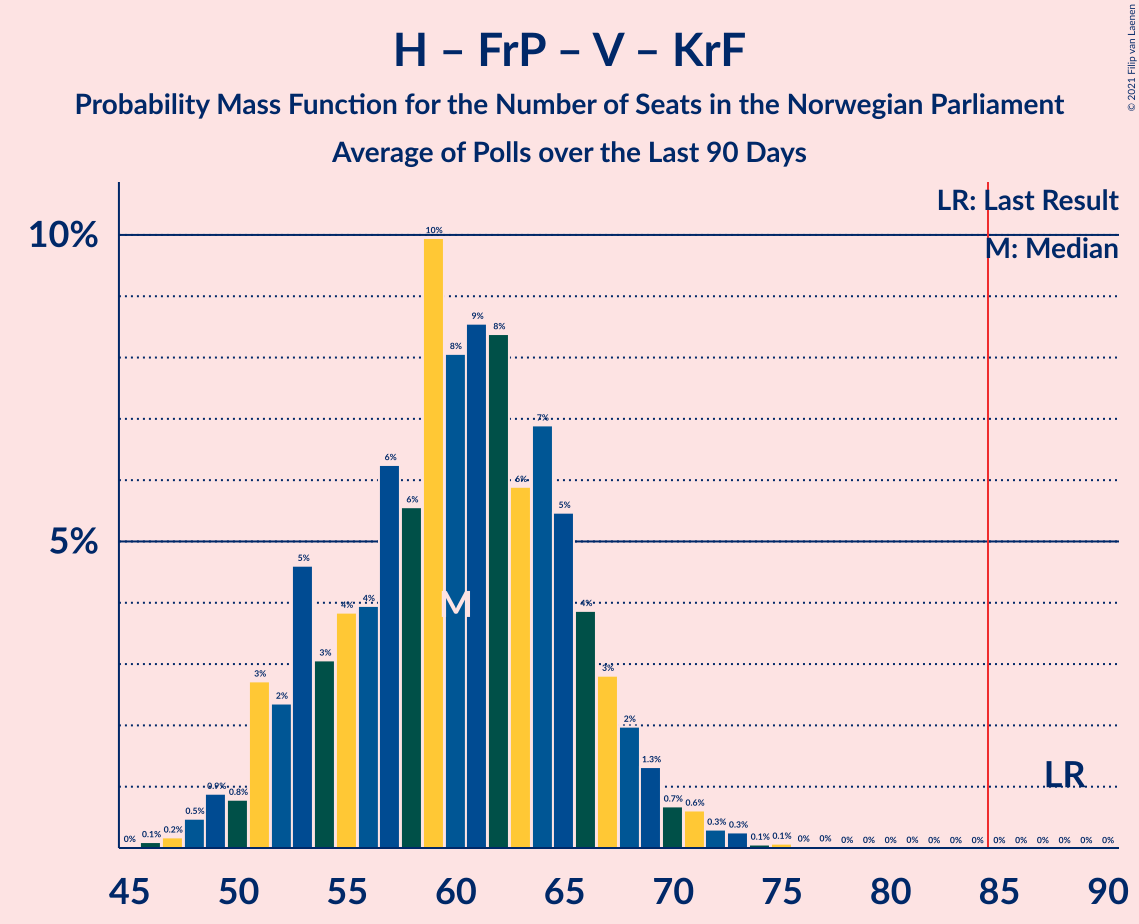 H – FrP – V – KrF
Probability Mass Function for the Number of Seats in the Norwegian Parliament
Average of Polls over the Last 90 Days
© 2021 Filip van Laenen
LR: Last Result
M: Median
10%
5%
0% 0.1% 0.2% 0.5% 0.9% 0.8% 3% 2% 5% 3% 4% 4% 6% 6% 10% 8% 9% 8% 6% 7% 5% 4% 3% 2% 1.3% 0.7% 0.6% 0.3% 0.3% 0.1% 0.1% 0% 0% 0% 0% 0% 0% 0% 0% 0% 0% 0% 0% 0% 0% 0%
M
LR
45 50 55 60 65 70 75 80 85 90